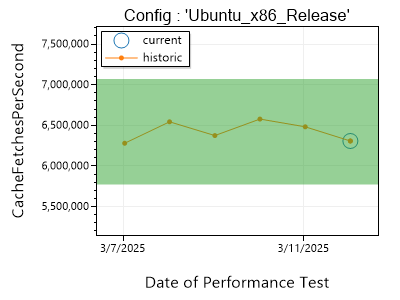 Config : 'Ubuntu_x86_Release'
current
historic
CacheFetchesPerSecond
7,500,000
7,000,000
6,500,000
6,000,000
5,500,000
3/7/2025
3/11/2025
Date of Performance Test